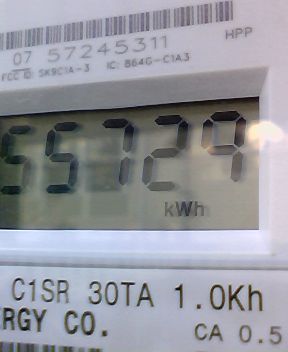 07 57245311 HPP
FCC ID: SK9C1A-3 IC: 864G-C1A3
55729
kWh
C1SR 30TA 1.0Kh
RGY CO. CA 0.5